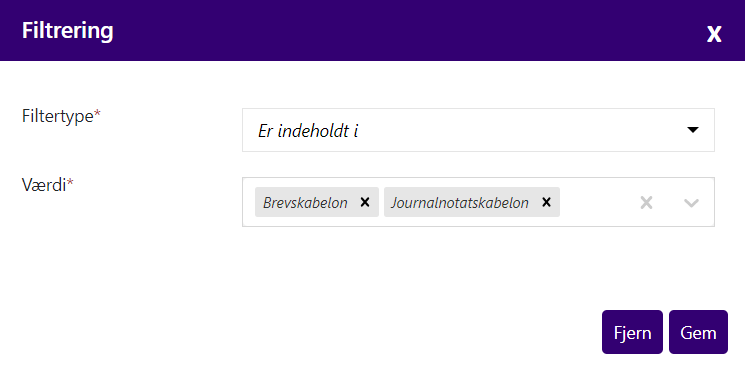 Filtrering X
Filtertype*
Er indeholdt i
Værdi*
Brevskabelon × Journalnotatskabelon ×
Fjern Gem